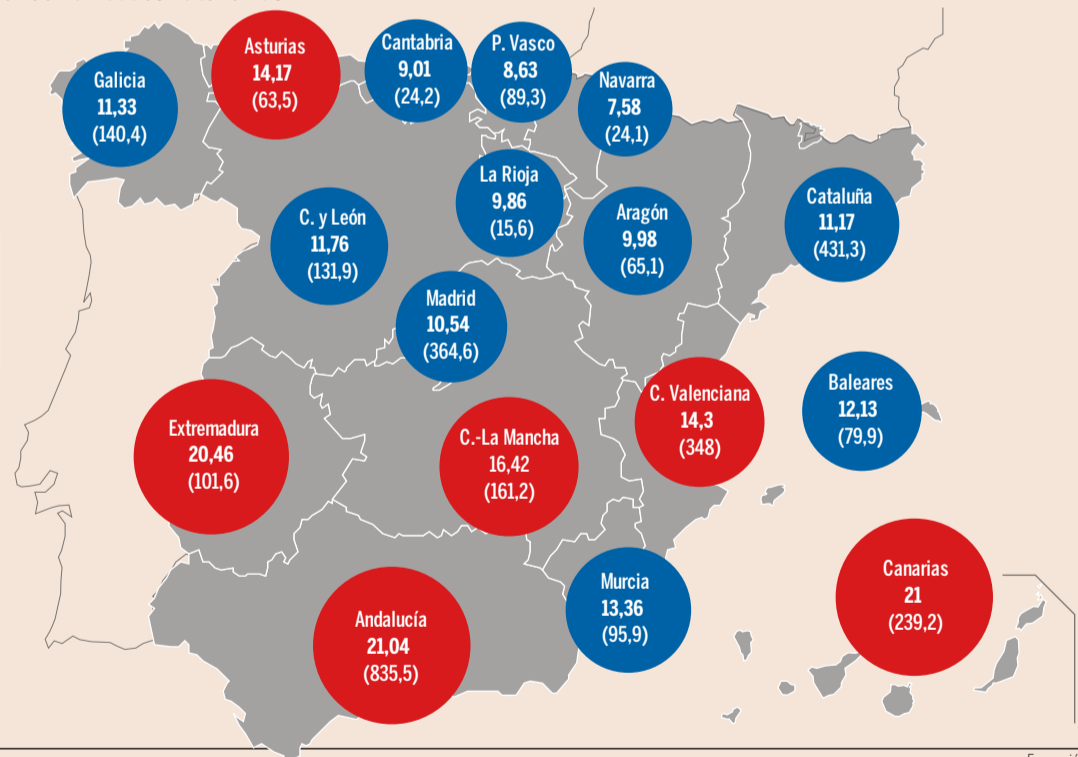 Asturias
14,17
(63,5)
Cantabria
9,01
(24,2)
P. Vasco
8,63
(89,3)
Galicia
11,33
(140,4)
Navarra
7,58
(24,1)
La Rioja
9,86
(15,6)
C. y León
11,76
(131,9)
Aragón
9,98
(65,1)
Cataluña
11,17
(431,3)
Madrid
10,54
(364,6)
Extremadura
20,46
(101,6)
C.-La Mancha
16,42
(161,2)
C. Valenciana
14,3
(348)
Baleares
12,13
(79,9)
Andalucía
21,04
(835,5)
Murcia
13,36
(95,9)
Canarias
21
(239,2)